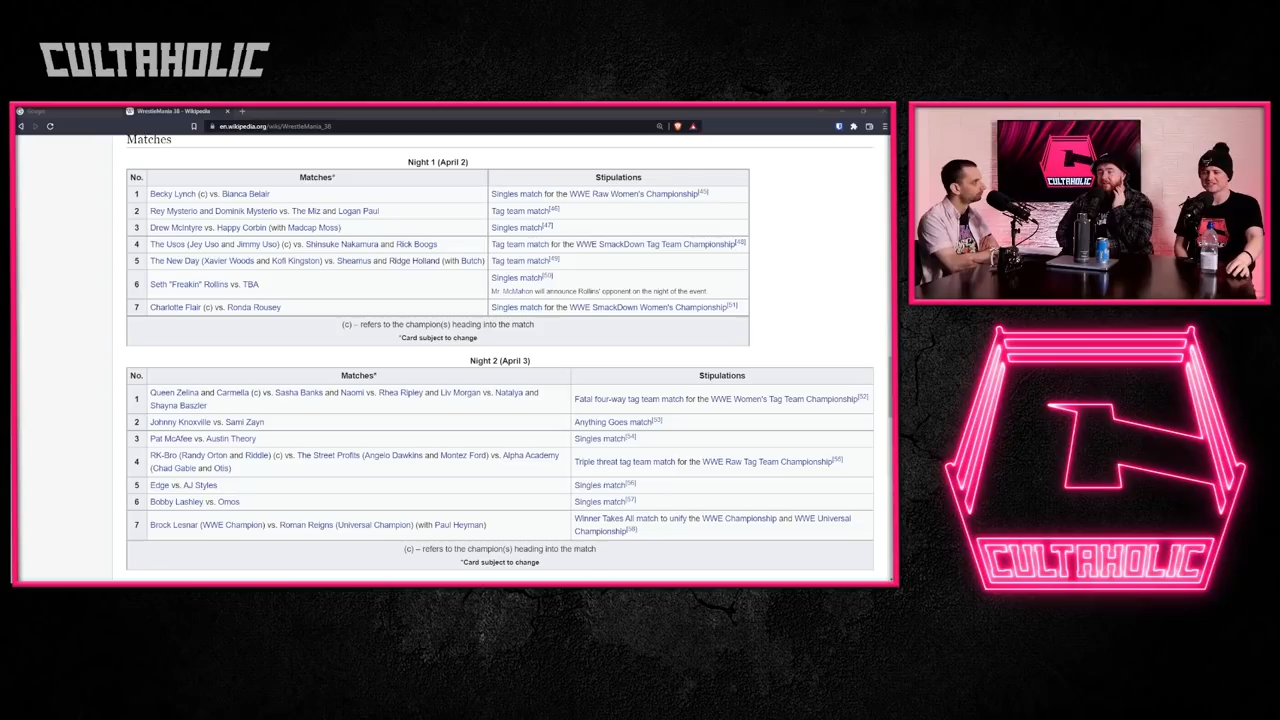 CULTAHOLIC
Google
WrestleMania 38 - Wikipedia
en.wikipedia.org/wiki/WrestleMania_38
Matches
Night 1 (April 2)
No. Matches* Stipulations
1 Becky Lynch (c) vs. Bianca Belair Singles match for the WWE Raw Women's Championship[45]
2 Rey Mysterio and Dominik Mysterio vs. The Miz and Logan Paul Tag team match[46]
3 Drew McIntyre vs. Happy Corbin (with Madcap Moss) Singles match[47]
4 The Usos (Jey Uso and Jimmy Uso) (c) vs. Shinsuke Nakamura and Rick Boogs Tag team match for the WWE SmackDown Tag Team Championship[48]
5 The New Day (Xavier Woods and Kofi Kingston) vs. Sheamus and Ridge Holland (with Butch) Tag team match[49]
6 Seth "Freakin" Rollins vs. TBA Singles match[50]
Mr. McMahon will announce Rollins' opponent on the night of the event.
7 Charlotte Flair (c) vs. Ronda Rousey Singles match for the WWE SmackDown Women's Championship[51]
(c) – refers to the champion(s) heading into the match
*Card subject to change
Night 2 (April 3)
No. Matches* Stipulations
1 Queen Zelina and Carmella (c) vs. Sasha Banks and Naomi vs. Rhea Ripley and Liv Morgan vs. Natalya and
Shayna Baszler
Fatal four-way tag team match for the WWE Women's Tag Team Championship[52]
2 Johnny Knoxville vs. Sami Zayn Anything Goes match[53]
3 Pat McAfee vs. Austin Theory Singles match[54]
4 RK-Bro (Randy Orton and Riddle) (c) vs. The Street Profits (Angelo Dawkins and Montez Ford) vs. Alpha Academy
(Chad Gable and Otis)
Triple threat tag team match for the WWE Raw Tag Team Championship[55]
5 Edge vs. AJ Styles Singles match[56]
6 Bobby Lashley vs. Omos Singles match[57]
7 Brock Lesnar (WWE Champion) vs. Roman Reigns (Universal Champion) (with Paul Heyman)
Winner Takes All match to unify the WWE Championship and WWE Universal
Championship[58]
(c) – refers to the champion(s) heading into the match
*Card subject to change
CULTAHOLIC
CULTAHOLIC